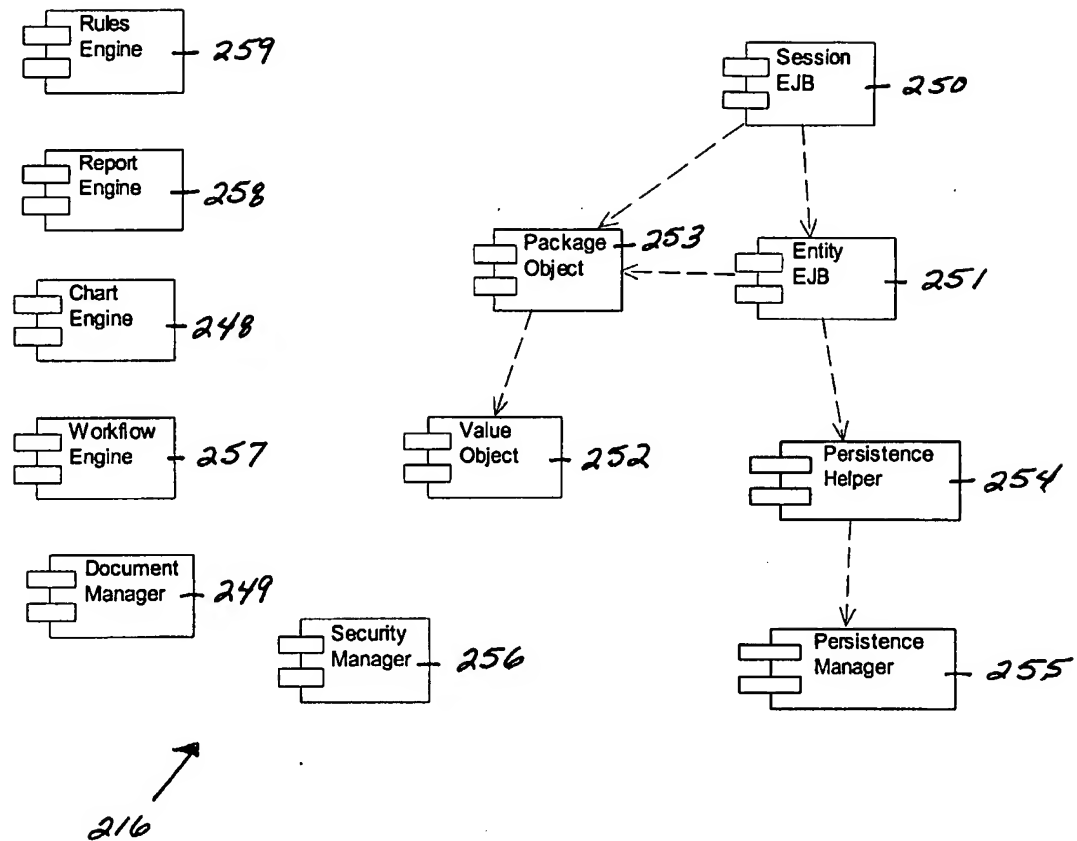 Rules
Engine
259
Session
EJB
250
Report
Engine
258
Package
Object
253
Entity
EJB
251
Chart
Engine
248
Workflow
Engine
257
Value
Object
252
Persistence
Helper
254
Document
Manager
249
Security
Manager
256
Persistence
Manager
255
216